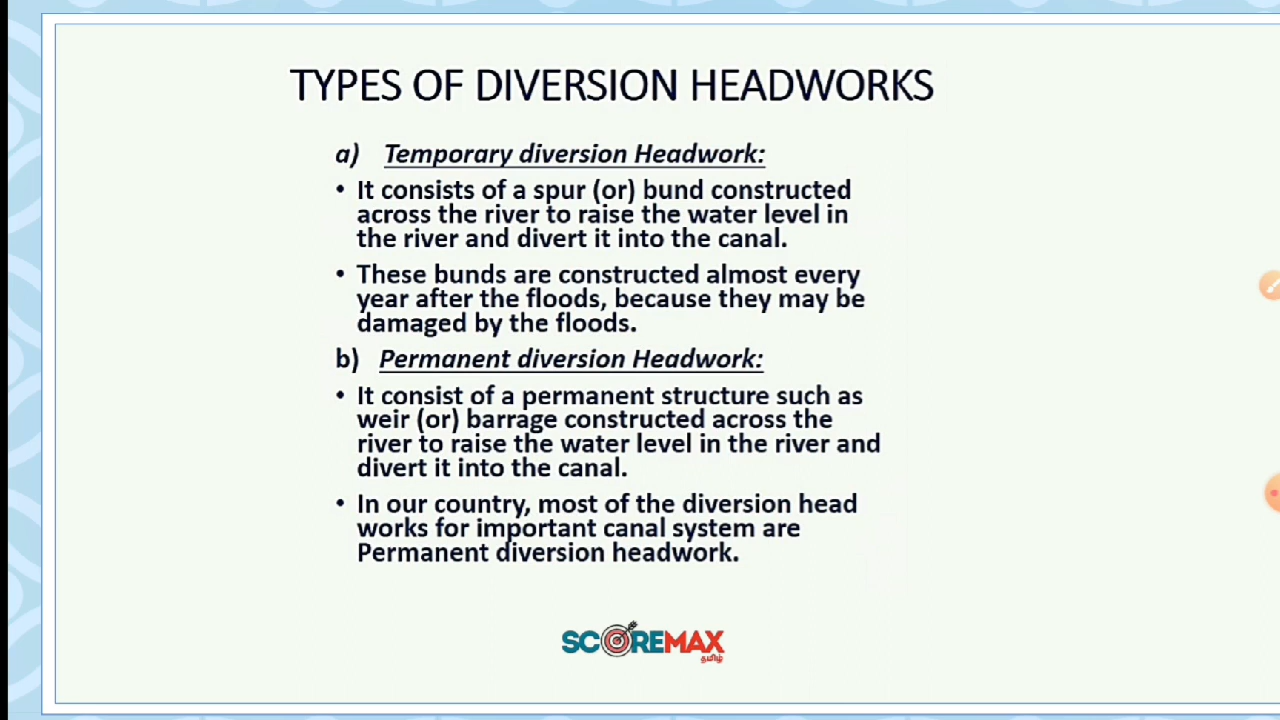 TYPES OF DIVERSION HEADWORKS
a) Temporary diversion Headwork:
• It consists of a spur (or) bund constructed
across the river to raise the water level in
the river and divert it into the canal.
• These bunds are constructed almost every
year after the floods, because they may be
damaged by the floods.
b) Permanent diversion Headwork:
• It consist of a permanent structure such as
weir (or) barrage constructed across the
river to raise the water level in the river and
divert it into the canal.
• In our country, most of the diversion head
works for important canal system are
Permanent diversion headwork.
SCOREMAX
தமிழ்